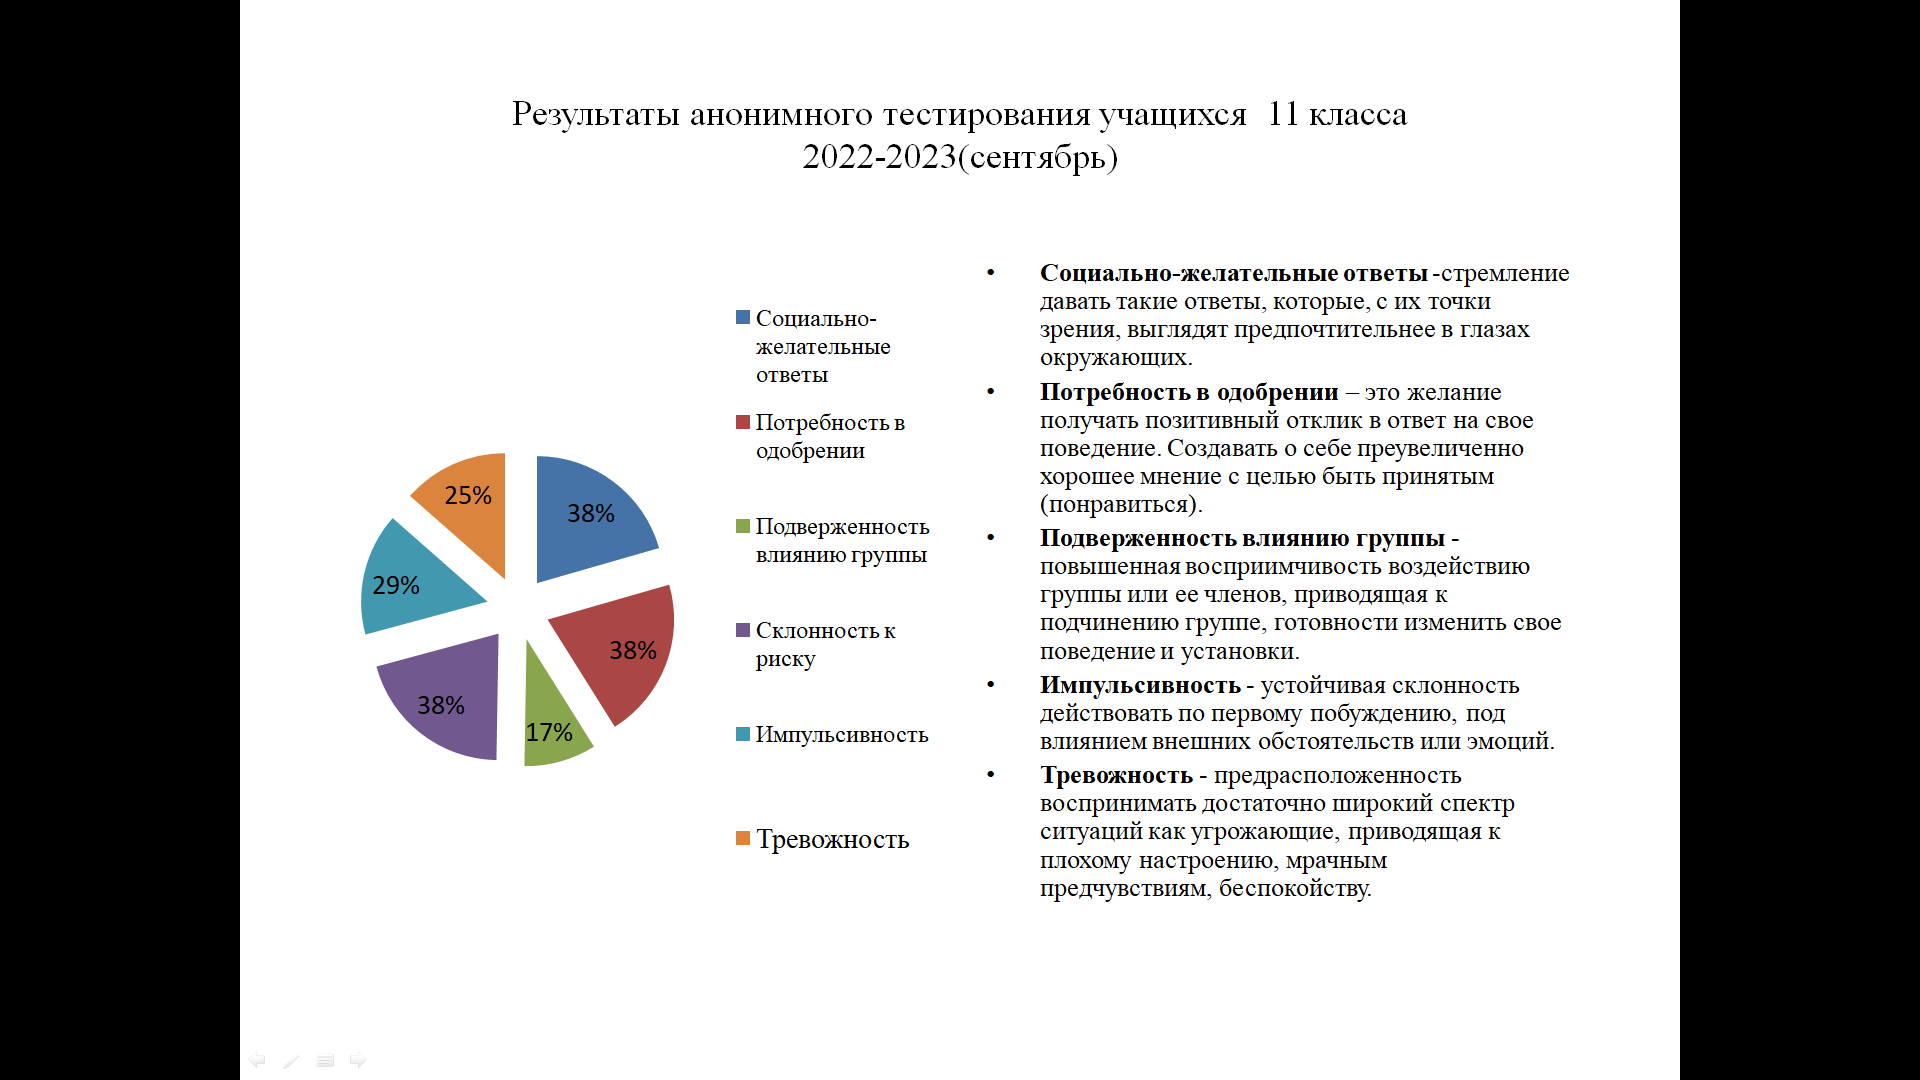 Результаты анонимного тестирования учащихся 11 класса
2022-2023(сентябрь)
38%
38%
17%
38%
29%
25%
Социально-
желательные
ответы
Потребность в
одобрении
Подверженность
влиянию группы
Склонность к
риску
Импульсивность
Тревожность
• Социально-желательные ответы -стремление
давать такие ответы, которые, с их точки
зрения, выглядят предпочтительнее в глазах
окружающих.
• Потребность в одобрении – это желание
получать позитивный отклик в ответ на свое
поведение. Создавать о себе преувеличенно
хорошее мнение с целью быть принятым
(понравиться).
• Подверженность влиянию группы -
повышенная восприимчивость воздействию
группы или ее членов, приводящая к
подчинению группе, готовности изменить свое
поведение и установки.
• Импульсивность - устойчивая склонность
действовать по первому побуждению, под
влиянием внешних обстоятельств или эмоций.
• Тревожность - предрасположенность
воспринимать достаточно широкий спектр
ситуаций как угрожающие, приводящая к
плохому настроению, мрачным
предчувствиям, беспокойству.